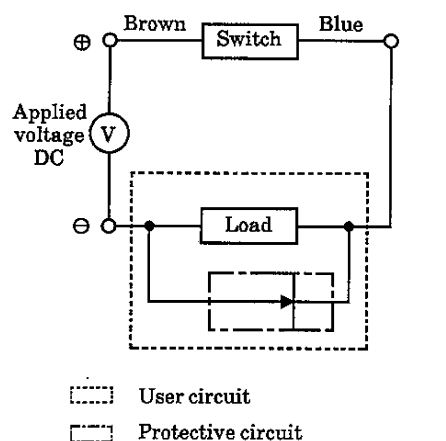 Brown
Switch
Blue
⊕
Applied
voltage
DC
V
⊖
Load
User circuit
Protective circuit